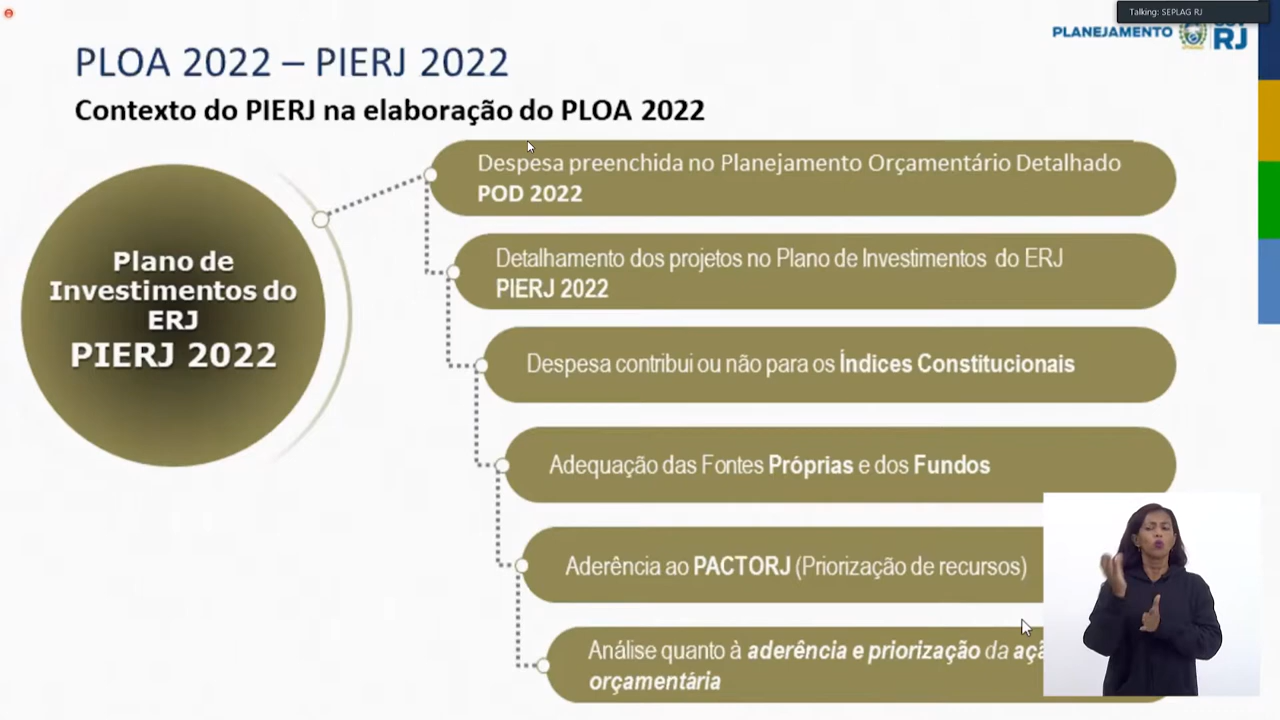 Talking: SEPLAG RJ
PLANEJAMENTO
RJ
PLOA 2022 – PIERJ 2022
Contexto do PIERJ na elaboração do PLOA 2022
Plano de
Investimentos do
ERJ
PIERJ 2022
Despesa preenchida no Planejamento Orçamentário Detalhado
POD 2022
Detalhamento dos projetos no Plano de Investimentos do ERJ
PIERJ 2022
Despesa contribui ou não para os Índices Constitucionais
Adequação das Fontes Próprias e dos Fundos
Aderência ao PACTORJ (Priorização de recursos)
Análise quanto à aderência e priorização da
orçamentária